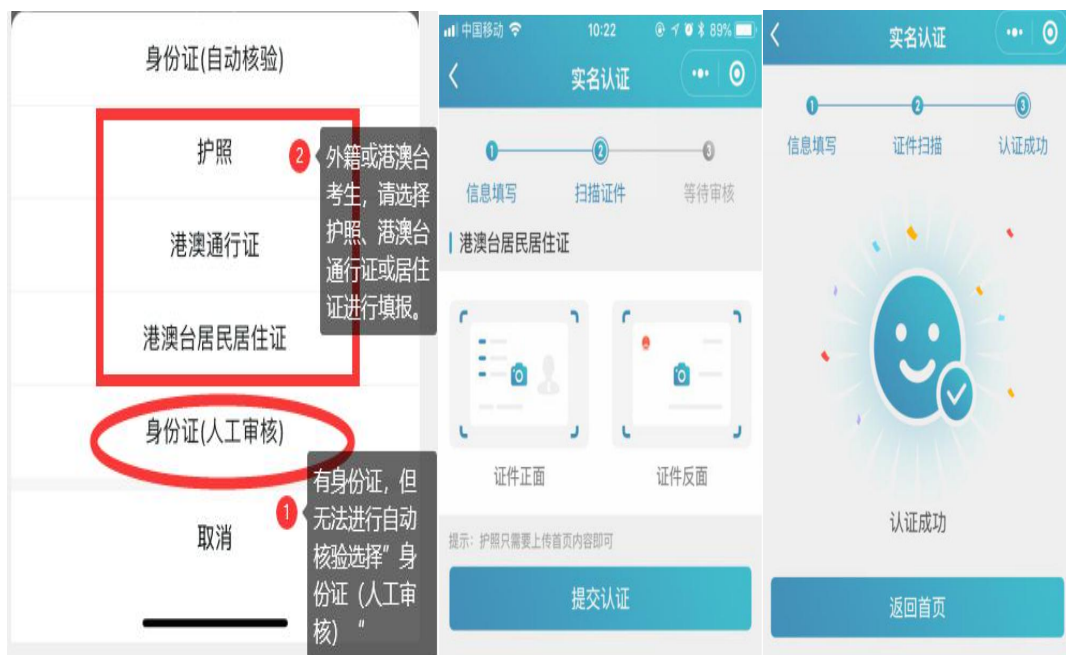 身份证(自动核验)
护照
2
外籍或港澳台
考生，请选择
护照、港澳台
通行证或居住
证进行填报。
港澳通行证
港澳台居民居住证
身份证(人工审核)
1
有身份证，但
无法进行自动
核验选择"身
份证（人工审
核）"
取消
中国移动
10:22
89%
实名认证
1
2
3
信息填写
扫描证件
等待审核
港澳台居民居住证
证件正面
证件反面
提示：护照只需要上传首页内容即可
提交认证
实名认证
1
2
3
信息填写
证件扫描
认证成功
认证成功
返回首页